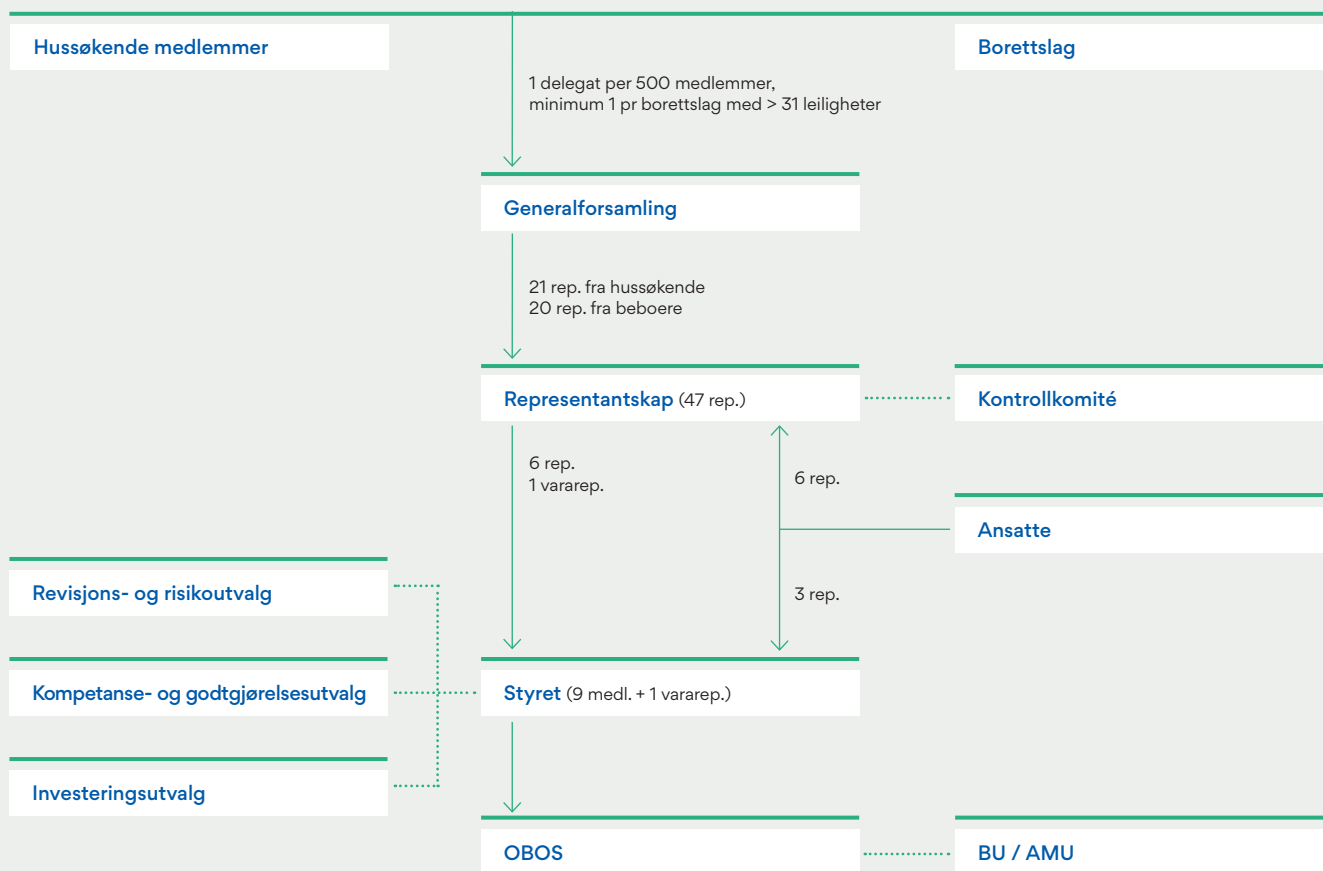 Hussøkende medlemmer
Borettslag
1 delegat per 500 medlemmer,
minimum 1 pr borettslag med > 31 leiligheter
Generalforsamling
21 rep. fra hussøkende
20 rep. fra beboere
Representantskap (47 rep.)
Kontrollkomité
6 rep.
1 vararep.
6 rep.
Ansatte
Revisjons- og risikoutvalg
3 rep.
Kompetanse- og godtgjørelsesutvalg
Styret (9 medl. + 1 vararep.)
Investeringsutvalg
OBOS
BU / AMU